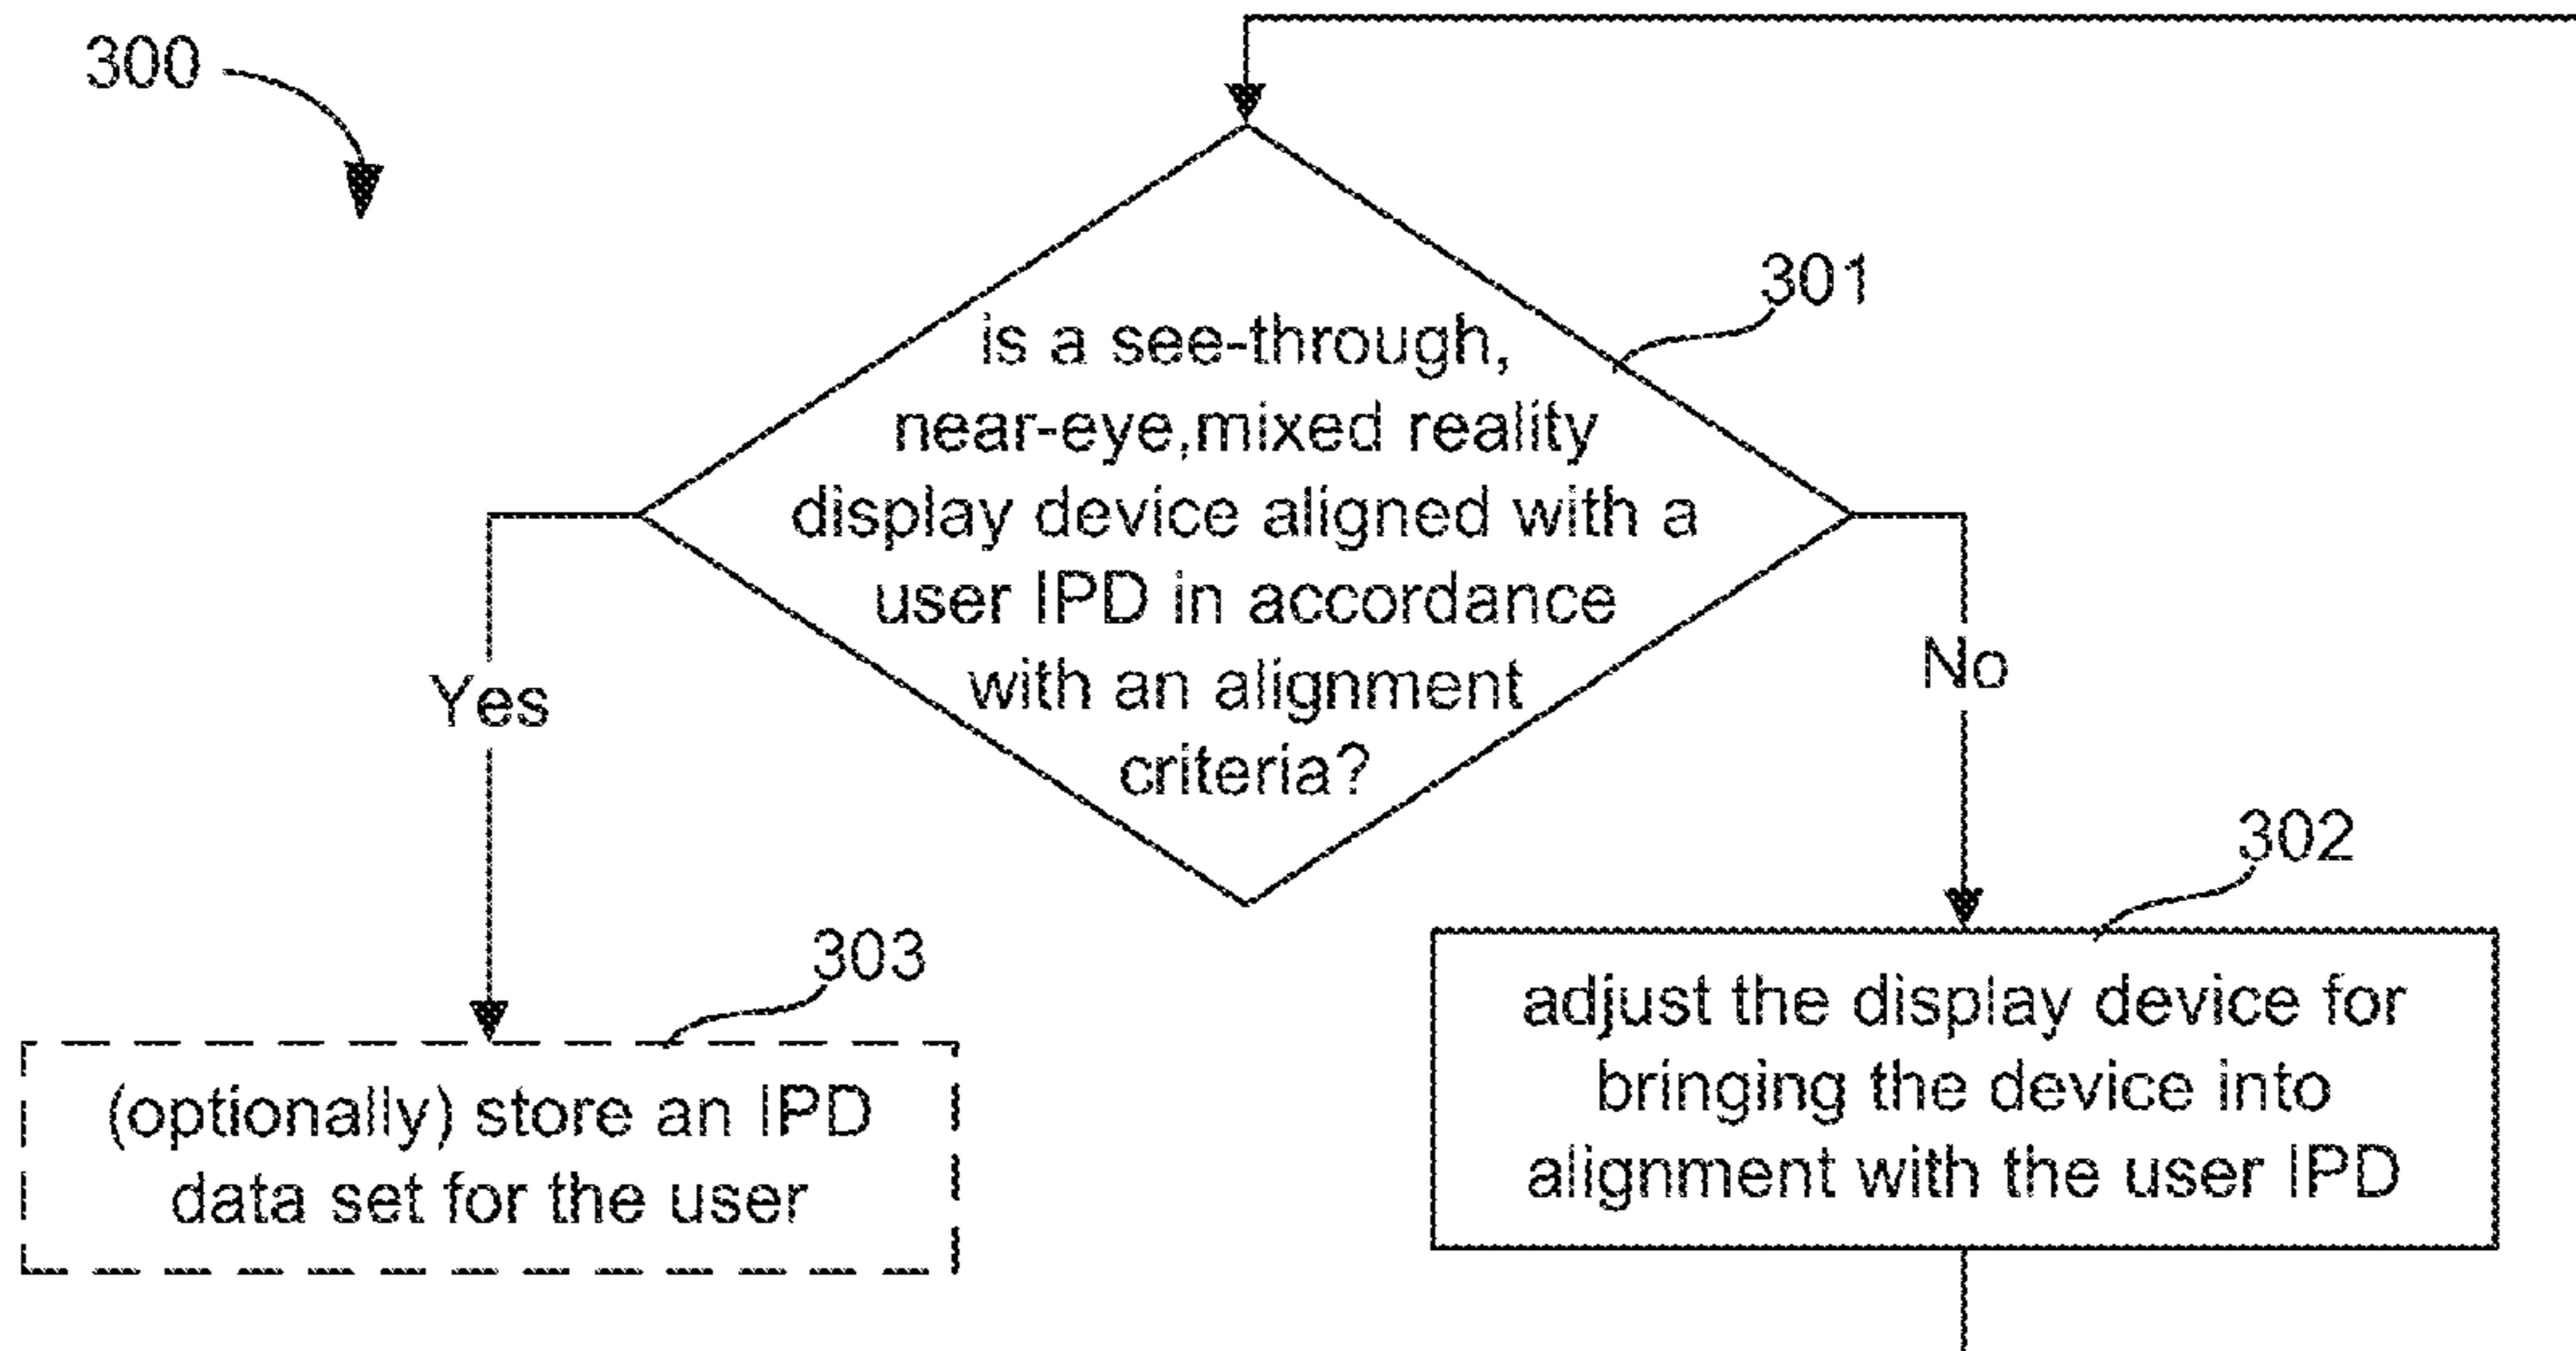 300
301
is a see-through,
near-eye,mixed reality
display device aligned with a
user IPD in accordance
with an alignment
criteria?
Yes
No
302
adjust the display device for
bringing the device into
alignment with the user IPD
303
(optionally) store an IPD
data set for the user